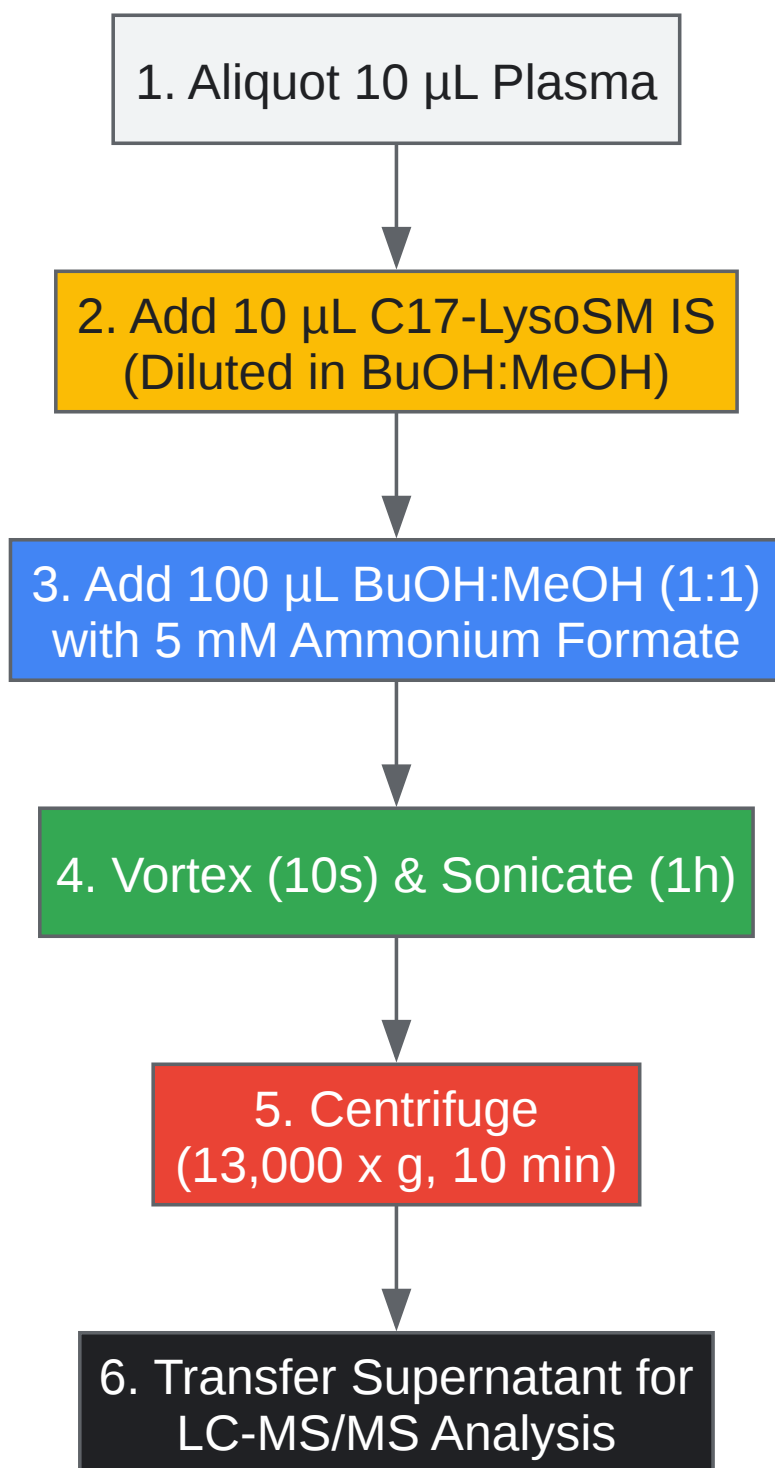 1. Aliquot 10 µL Plasma
2. Add 10 µL C17-LysoSM IS
(Diluted in BuOH:MeOH)
3. Add 100 µL BuOH:MeOH (1:1)
with 5 mM Ammonium Formate
4. Vortex (10s) & Sonicate (1h)
5. Centrifuge
(13,000 x g, 10 min)
6. Transfer Supernatant for
LC-MS/MS Analysis